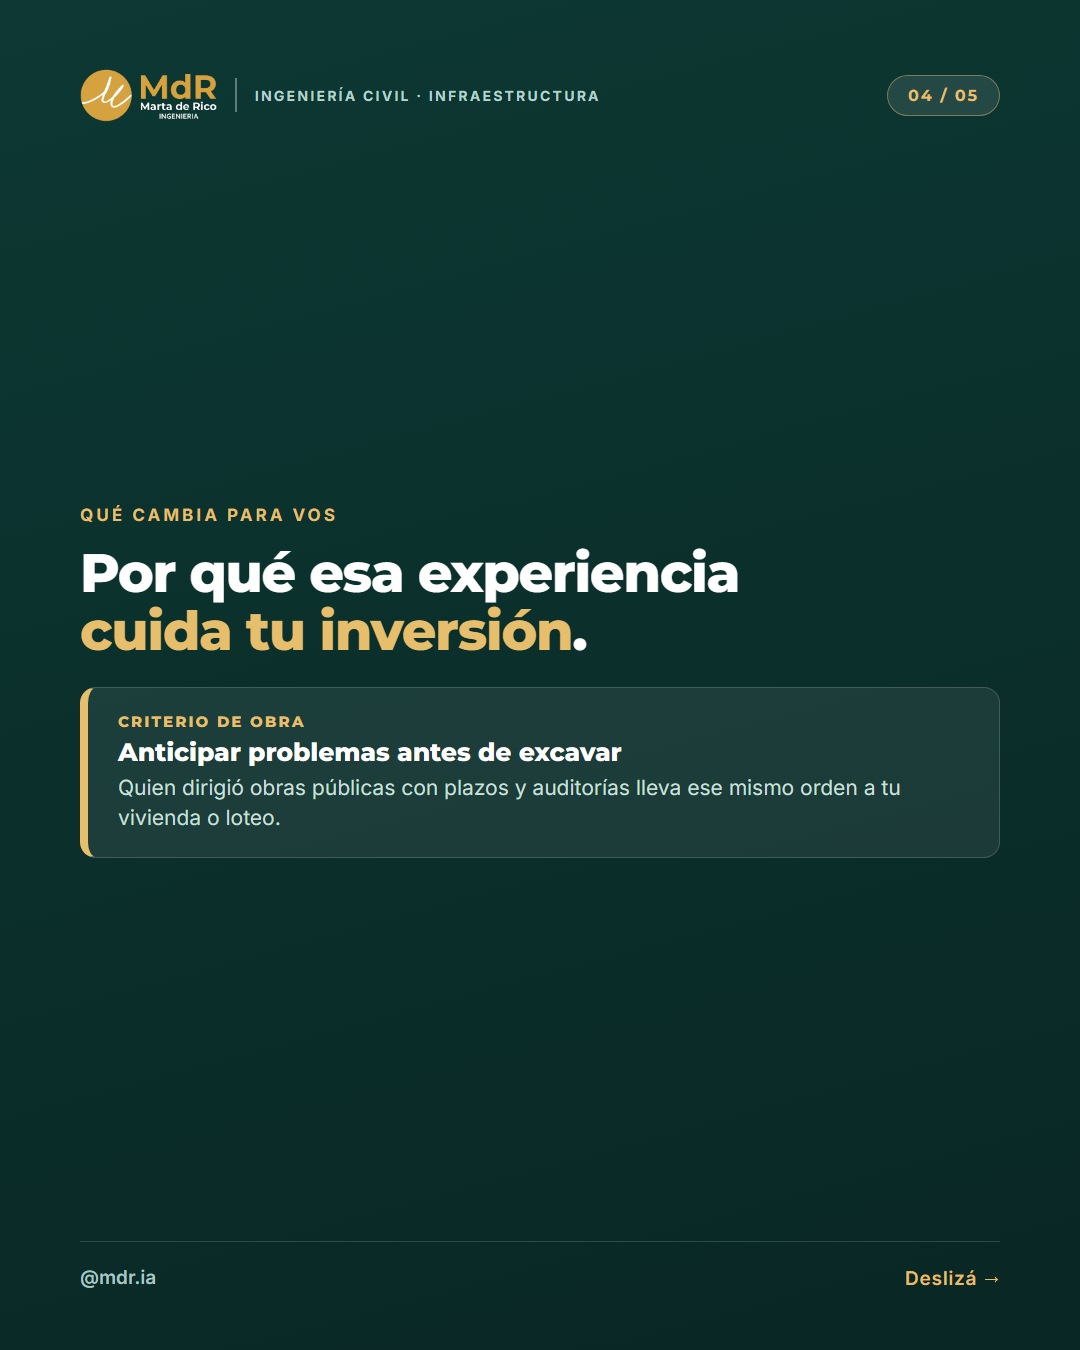 MdR
Marta de Rico
INGENIERIA
INGENIERÍA CIVIL · INFRAESTRUCTURA
04 / 05
QUÉ CAMBIA PARA VOS
Por qué esa experiencia
cuida tu inversión.
CRITERIO DE OBRA
Anticipar problemas antes de excavar
Quien dirigió obras públicas con plazos y auditorías lleva ese mismo orden a tu
vivienda o loteo.
@mdr.ia
Deslizá →